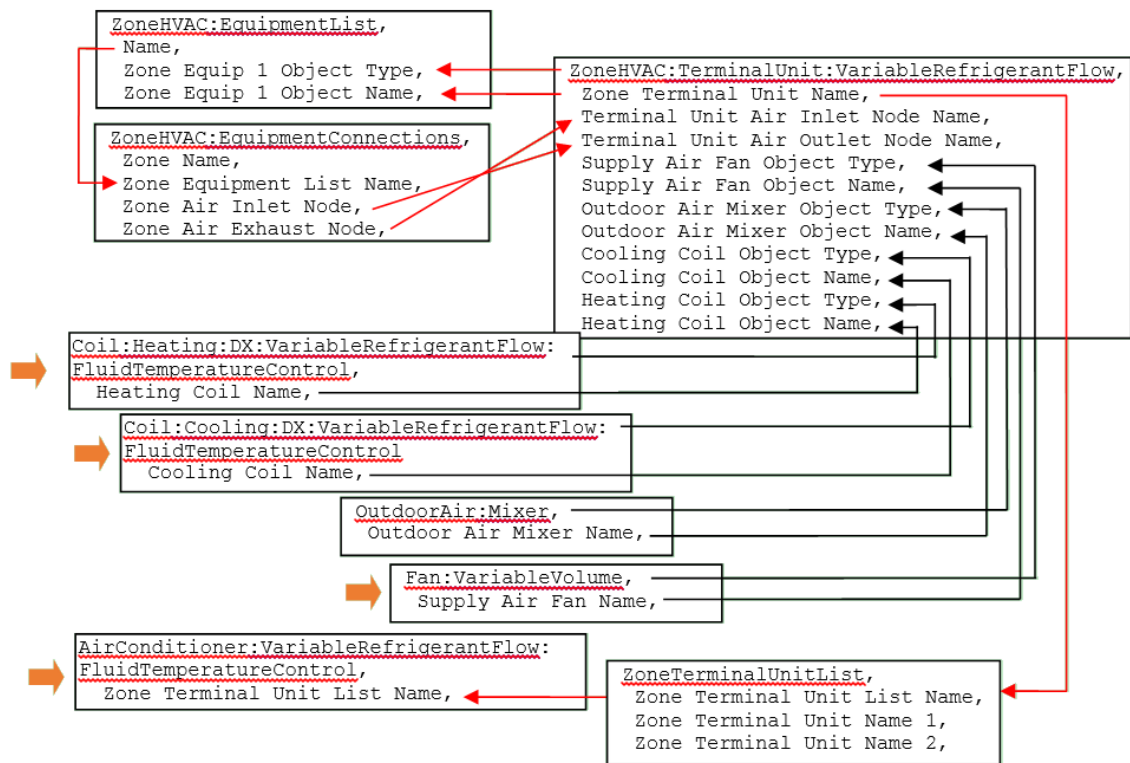 ZoneHVAC:EquipmentList,
Name,
Zone Equip 1 Object Type,
Zone Equip 1 Object Name,
ZoneHVAC:EquipmentConnections,
Zone Name,
Zone Equipment List Name,
Zone Air Inlet Node,
Zone Air Exhaust Node,
ZoneHVAC:TerminalUnit:VariableRefrigerantFlow,
Zone Terminal Unit Name,
Terminal Unit Air Inlet Node Name,
Terminal Unit Air Outlet Node Name,
Supply Air Fan Object Type,
Supply Air Fan Object Name,
Outdoor Air Mixer Object Type,
Outdoor Air Mixer Object Name,
Cooling Coil Object Type,
Cooling Coil Object Name,
Heating Coil Object Type,
Heating Coil Object Name,
Coil:Heating:DX:VariableRefrigerantFlow:
FluidTemperatureControl,
Heating Coil Name,
Coil:Cooling:DX:VariableRefrigerantFlow:
FluidTemperatureControl
Cooling Coil Name,
OutdoorAir:Mixer,
Outdoor Air Mixer Name,
Fan:VariableVolume,
Supply Air Fan Name,
AirConditioner:VariableRefrigerantFlow:
FluidTemperatureControl,
Zone Terminal Unit List Name,
ZoneTerminalUnitList,
Zone Terminal Unit List Name,
Zone Terminal Unit Name 1,
Zone Terminal Unit Name 2,